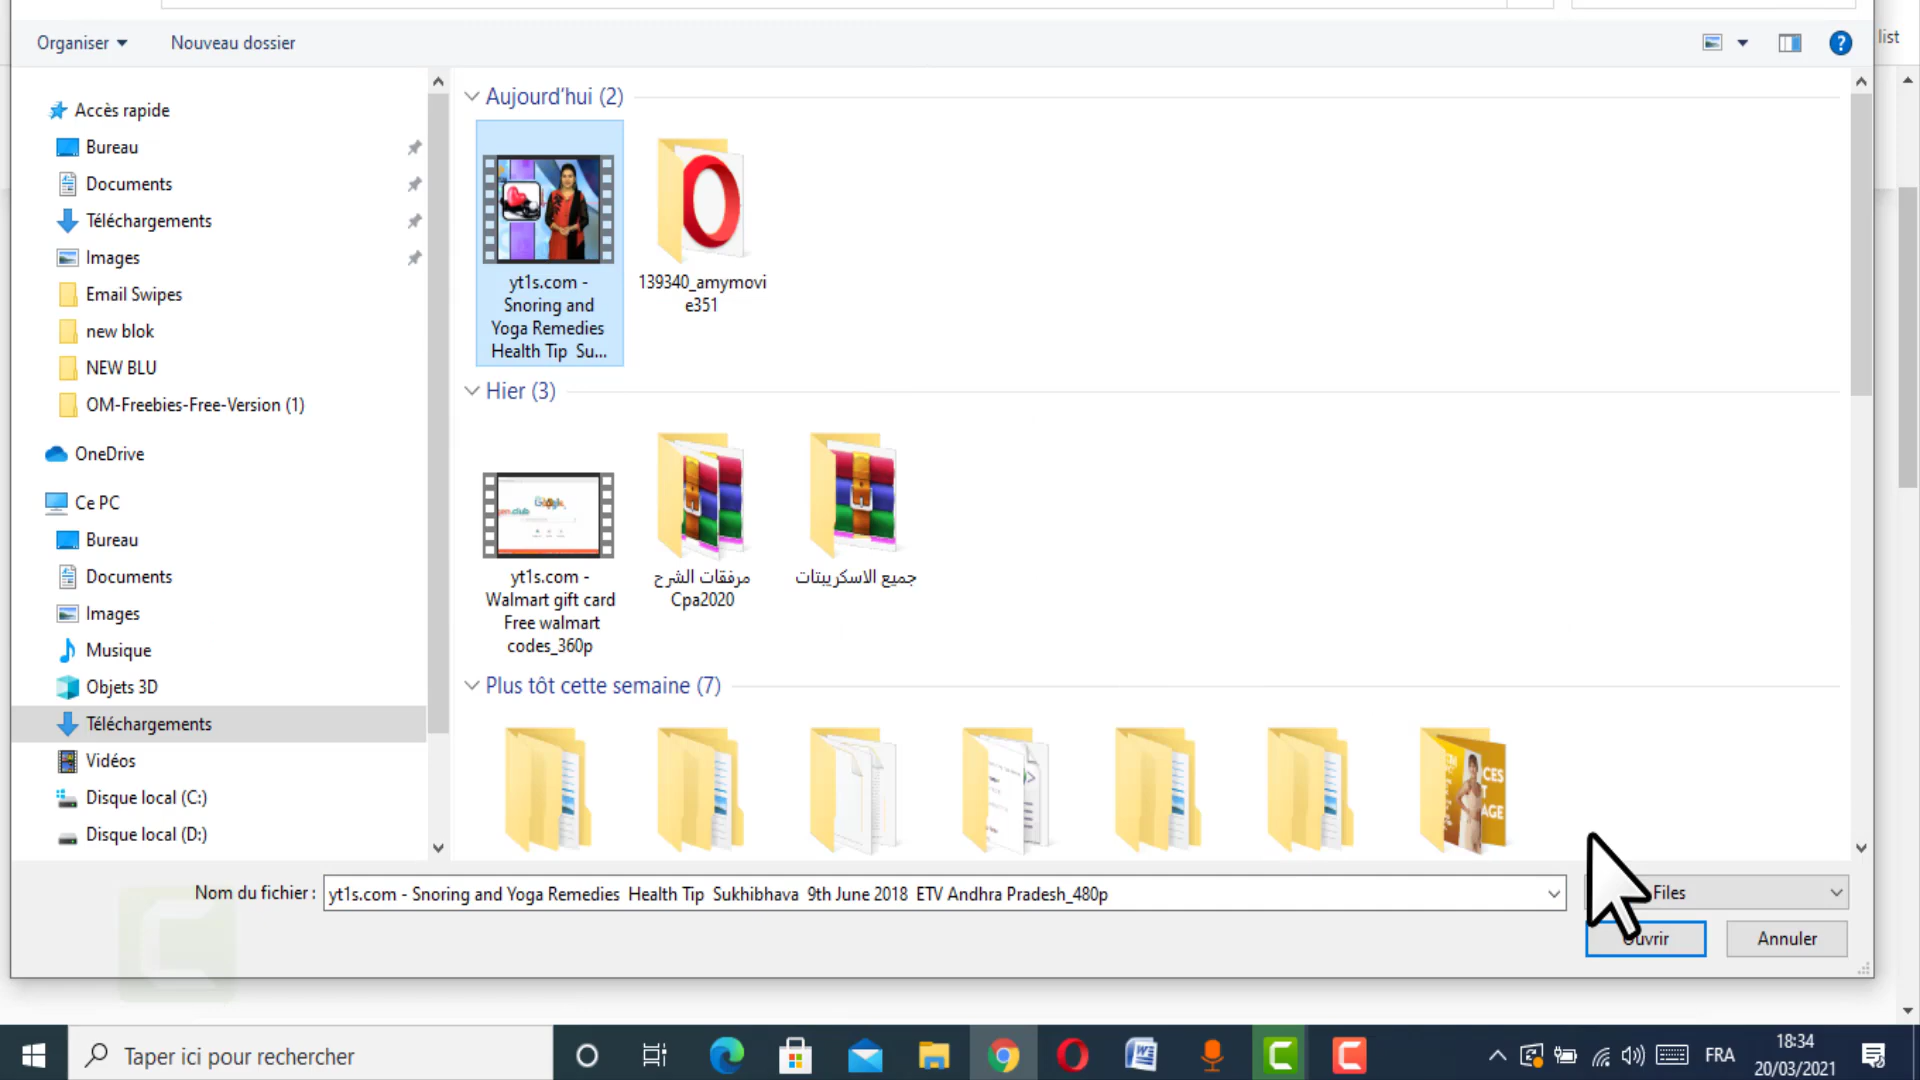 list
Organiser
Nouveau dossier
Accès rapide
Bureau
Documents
Téléchargements
Images
Email Swipes
new blok
NEW BLU
OM-Freebies-Free-Version (1)
OneDrive
Ce PC
Bureau
Documents
Images
Musique
Objets 3D
Téléchargements
Vidéos
Disque local (C:)
Disque local (D:)
Aujourd'hui (2)
yt1s.com -
Snoring and
Yoga Remedies
Health Tip Su...
139340_amymovi
e351
Hier (3)
Google
yt1s.com -
Walmart gift card
Free walmart
codes_360p
مرفقات الشرح
Cpa2020
جميع الاسكريبتات
Plus tôt cette semaine (7)
Nom du fichier :
yt1s.com - Snoring and Yoga Remedies Health Tip Sukhibhava 9th June 2018 ETV Andhra Pradesh_480p
Files
Ouvrir
Annuler
Taper ici pour rechercher
FRA
18:34
20/03/2021